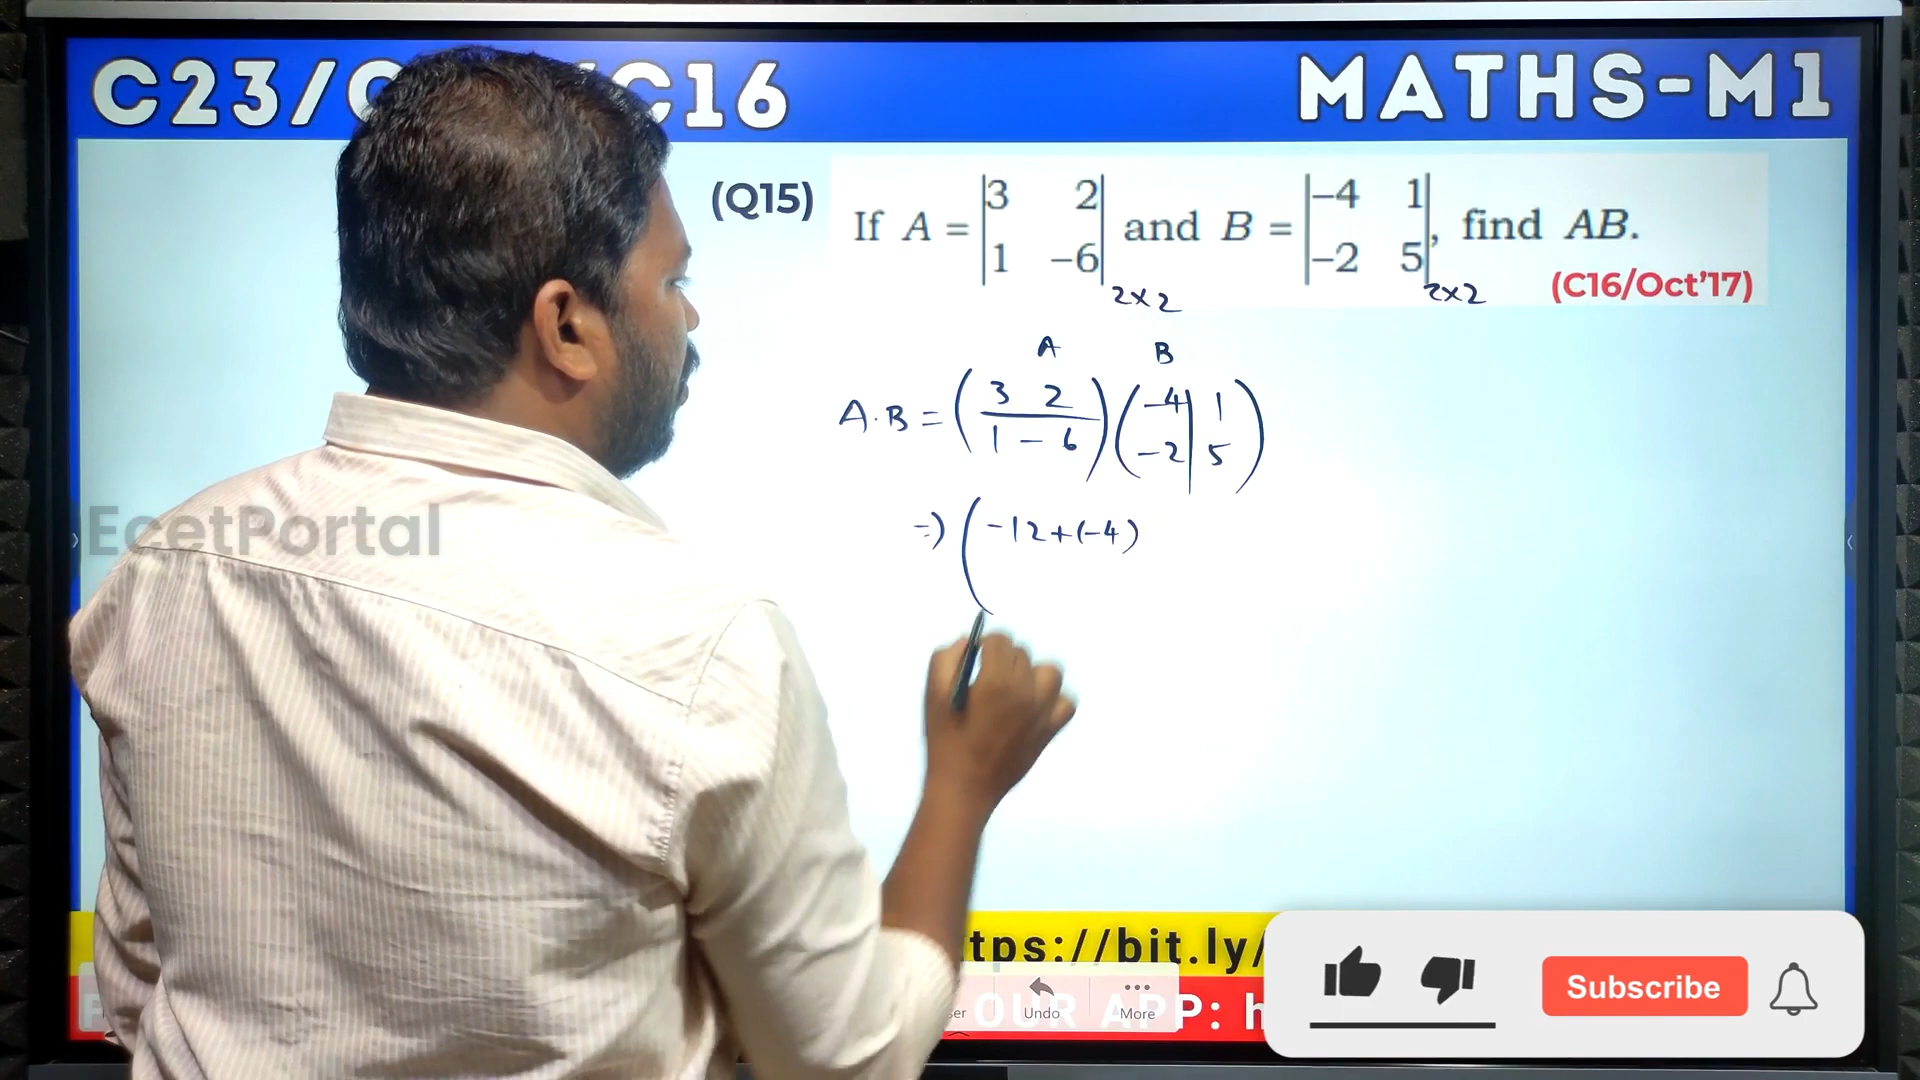 C23/C /C16
MATHS-M1
(Q15)
If A = |3 2| and B = |-4 1|, find AB.
|1 -6| |-2 5|
2×2 2×2
(C16/Oct'17)
A B
A.B = (3 2) (-4 | 1)
(1 -6) (-2 | 5)
=) ( -12+(-4)
EcetPortal
tps://bit.ly/
OUR APP: h
ser Undo More
Subscribe